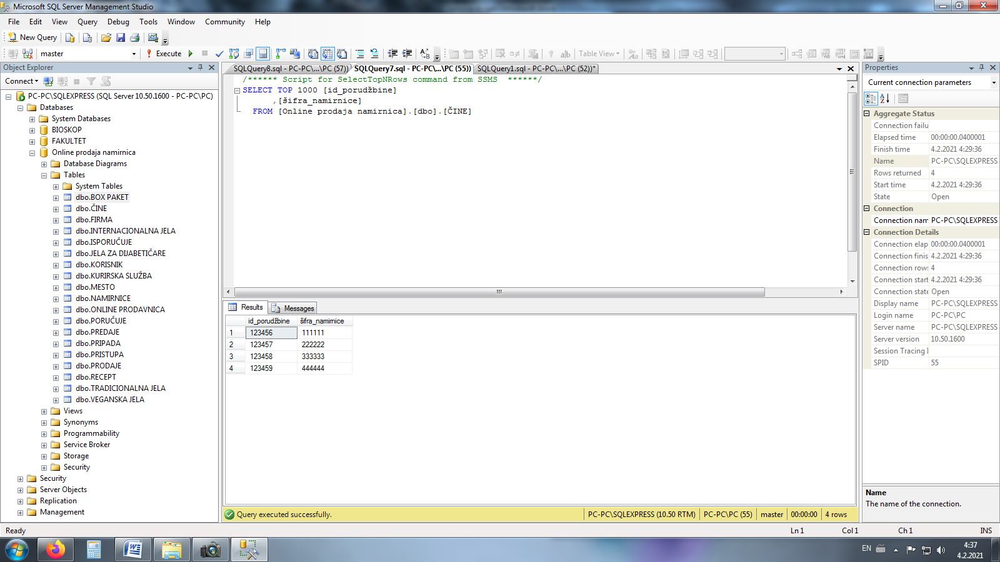 Microsoft SQL Server Management Studio
File Edit View Query Debug Tools Window Community Help
New Query
master Execute Table View
Object Explorer
Connect
PC-PC\SQLEXPRESS (SQL Server 10.50.1600 - PC-PC\PC)
Databases
System Databases
BIOSKOP
FAKULTET
Online prodaja namirnica
Database Diagrams
Tables
System Tables
dbo.BOX PAKET
dbo.ČINE
dbo.FIRMA
dbo.INTERNACIONALNA JELA
dbo.ISPORUČUJE
dbo.JELA ZA DIJABETIČARE
dbo.KORISNIK
dbo.KURIRSKA SLUŽBA
dbo.MESTO
dbo.NAMIRNICE
dbo.ONLINE PRODAVNICA
dbo.PORUČUJE
dbo.PREDAJE
dbo.PRIPADA
dbo.PRISTUPA
dbo.PRODAJE
dbo.RECEPT
dbo.TRADICIONALNA JELA
dbo.VEGANSKA JELA
Views
Synonyms
Programmability
Service Broker
Storage
Security
Security
Server Objects
Replication
Management
SQLQuery8.sql - PC-PC\...\PC (57)) SQLQuery7.sql - PC-PC\...\PC (55)) SQLQuery1.sql - PC-PC\...\PC (52))*
/****** Script for SelectTopNRows command from SSMS ******/
SELECT TOP 1000 [id_porudžbine]
,[šifra_namirnice]
FROM [Online prodaja namirnica].[dbo].[ČINE]
Results Messages
id_porudžbine šifra_namirnice
1 123456 111111
2 123457 222222
3 123458 333333
4 123459 444444
Query executed successfully. PC-PC\SQLEXPRESS (10.50 RTM) PC-PC\PC (55) master 00:00:00 4 rows
Properties
Current connection parameters
Aggregate Status
Connection failu
Elapsed time 00:00:00.0400001
Finish time 4.2.2021 4:29:36
Name PC-PC\SQLEXPRESS
Rows returned 4
Start time 4.2.2021 4:29:36
State Open
Connection
Connection nam PC-PC\SQLEXPRESS
Connection Details
Connection elap 00:00:00.0400001
Connection finis 4.2.2021 4:29:36
Connection rows 4
Connection start 4.2.2021 4:29:36
Connection state Open
Display name PC-PC\SQLEXPRESS
Login name PC-PC\PC
Server name PC-PC\SQLEXPRESS
Server version 10.50.1600
Session Tracing I
SPID 55
Name
The name of the connection.
Ready Ln 1 Col 1 Ch 1 INS
EN 4:37
4.2.2021